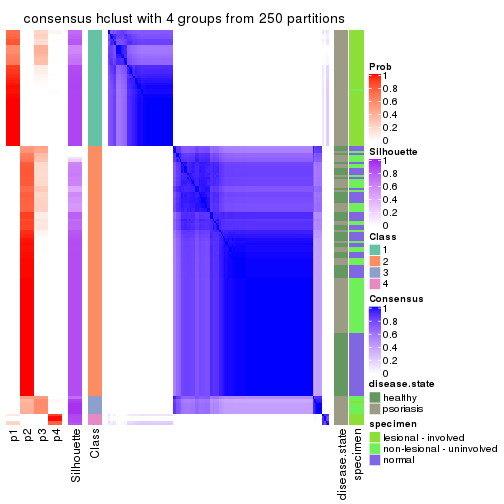 consensus hclust with 4 groups from 250 partitions
Prob
1
0.8
0.6
0.4
0.2
0
Silhouette
1
0.8
0.6
0.4
0.2
0
Class
1
2
3
4
Consensus
1
0.8
0.6
0.4
0.2
0
disease.state
healthy
psoriasis
specimen
lesional - involved
non-lesional - uninvolved
normal
p1
p2
p3
p4
Silhouette
Class
disease.state
specimen